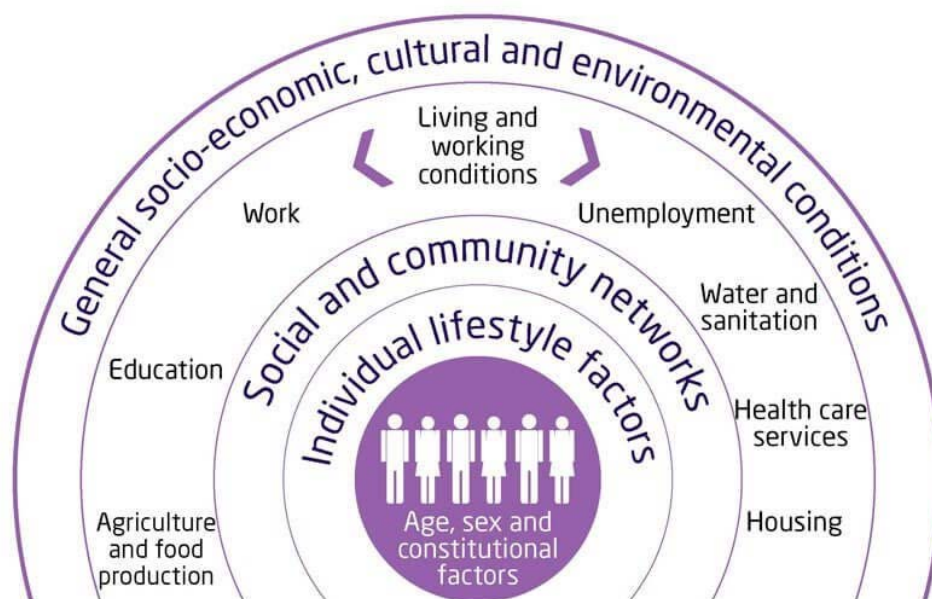 General socio-economic, cultural and environmental conditions
Living and
working
conditions
Work
Unemployment
Social and community networks
Water and
sanitation
Individual lifestyle factors
Education
Health care
services
Agriculture
and food
production
Housing
Age, sex and
constitutional
factors